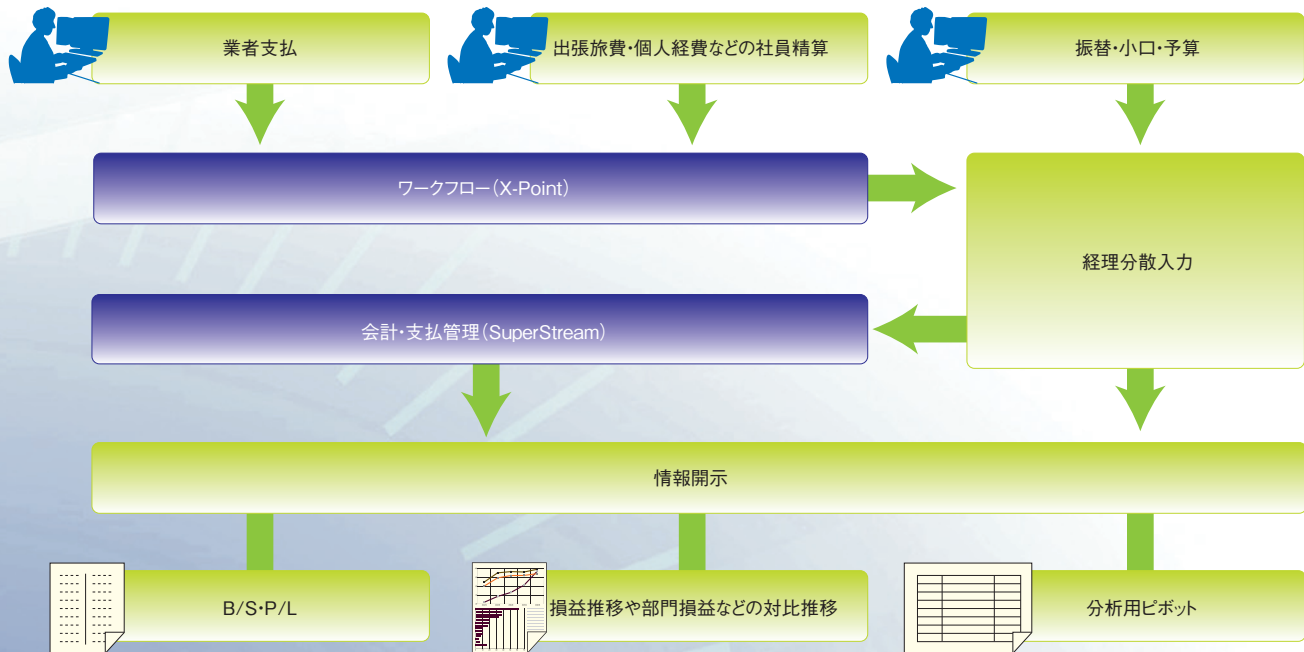 業者支払
出張旅費・個人経費などの社員精算
振替・小口・予算
ワークフロー（X-Point）
経理分散入力
会計・支払管理（SuperStream）
情報開示
B/S・P/L
損益推移や部門損益などの対比推移
分析用ピボット